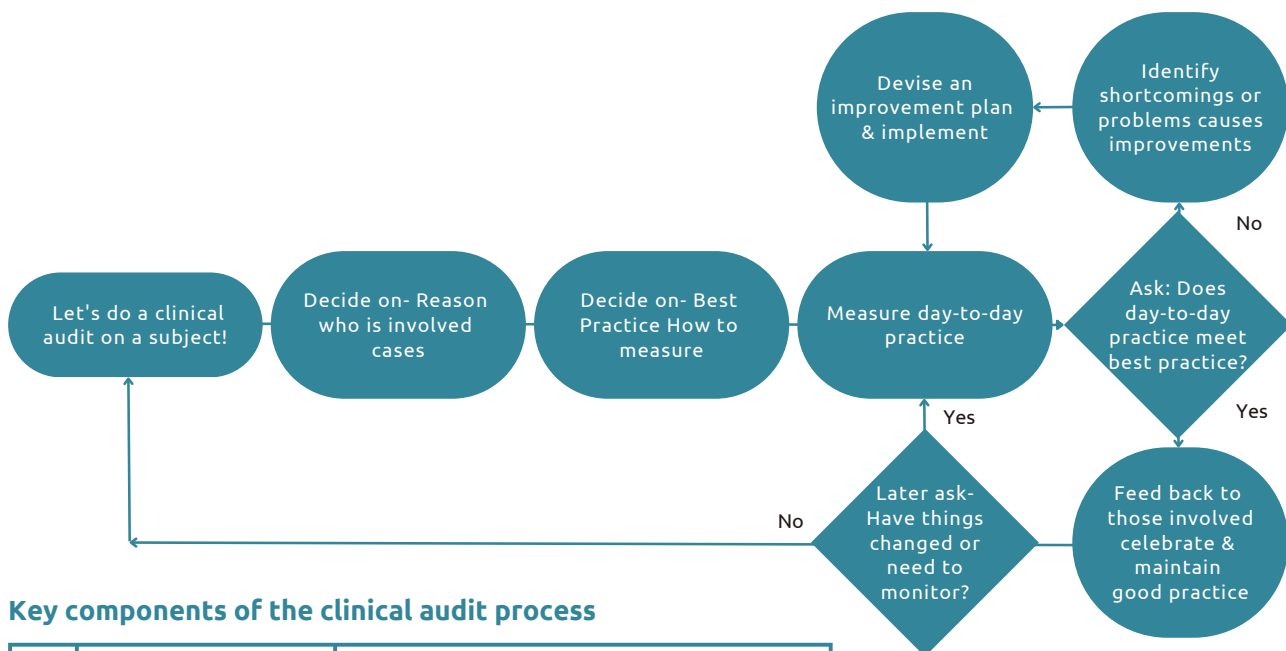 Devise an
improvement plan
& implement
Identify
shortcomings or
problems causes
improvements
No
Let's do a clinical
audit on a subject!
Decide on- Reason
who is involved
cases
Decide on- Best
Practice How to
measure
Measure day-to-day
practice
Ask: Does
day-to-day
practice meet
best practice?
Yes
Yes
No
Later ask-
Have things
changed or
need to
monitor?
Feed back to
those involved
celebrate &
maintain
good practice
Key components of the clinical audit process